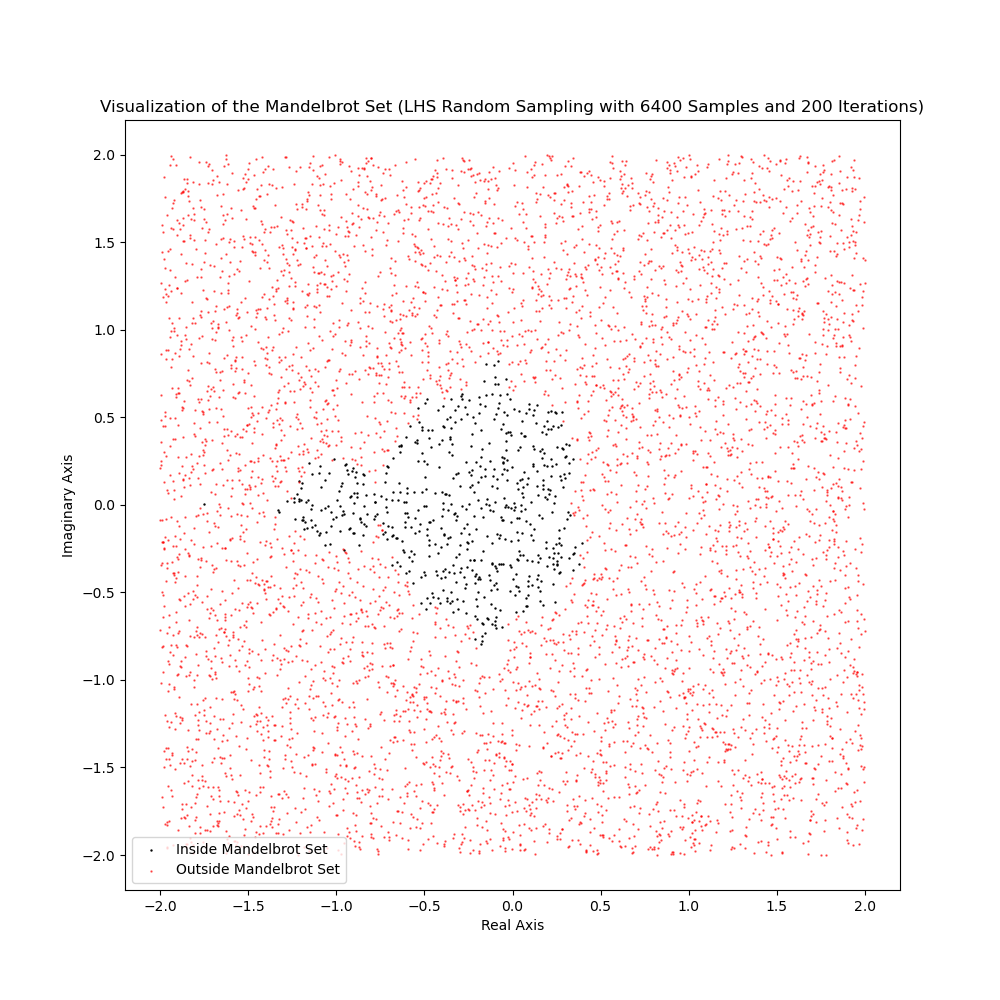 Visualization of the Mandelbrot Set (LHS Random Sampling with 6400 Samples and 200 Iterations)
2.0
1.5
1.0
0.5
0.0
−0.5
−1.0
−1.5
−2.0
Imaginary Axis
Inside Mandelbrot Set
Outside Mandelbrot Set
−2.0 −1.5 −1.0 −0.5 0.0 0.5 1.0 1.5 2.0
Real Axis